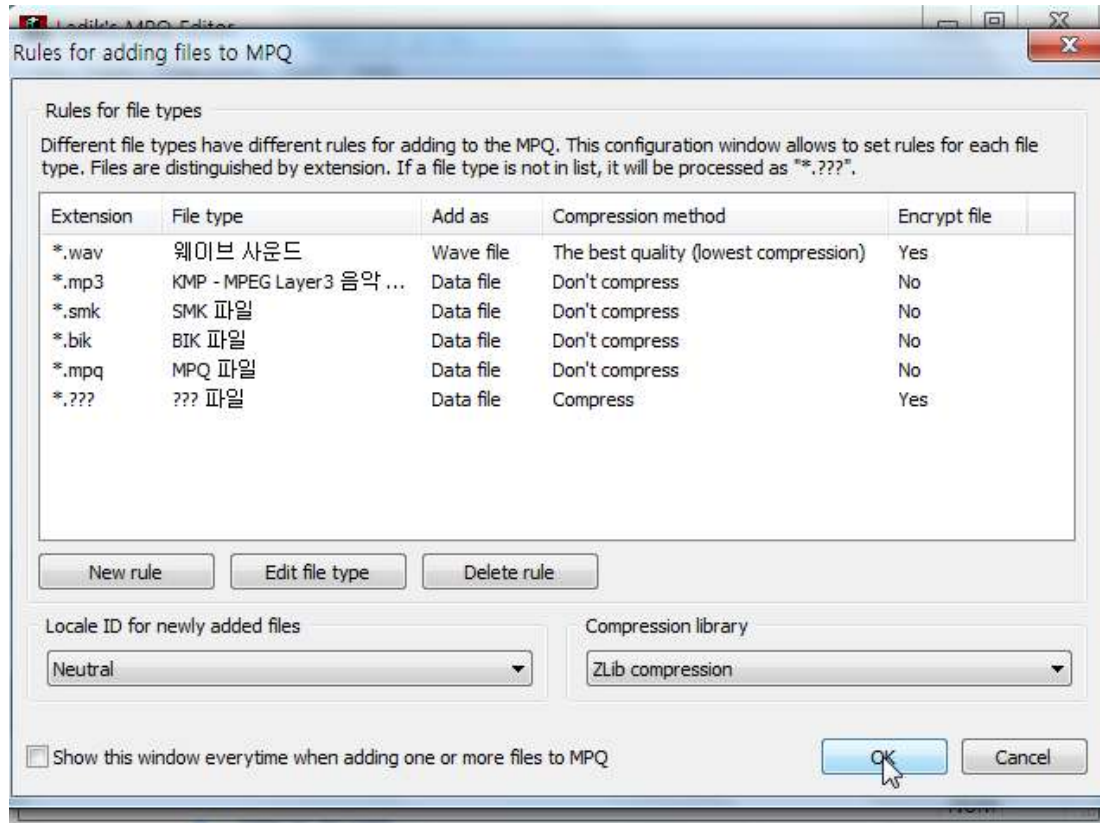 Ladik's MPQ Editor
Rules for adding files to MPQ
Rules for file types
Different file types have different rules for adding to the MPQ. This configuration window allows to set rules for each file
type. Files are distinguished by extension. If a file type is not in list, it will be processed as "*.???".
Extension File type Add as Compression method Encrypt file
*.wav 웨이브 사운드 Wave file The best quality (lowest compression) Yes
*.mp3 KMP - MPEG Layer3 음악 ... Data file Don't compress No
*.smk SMK 파일 Data file Don't compress No
*.bik BIK 파일 Data file Don't compress No
*.mpq MPQ 파일 Data file Don't compress No
*.??? ??? 파일 Data file Compress Yes
New rule Edit file type Delete rule
Locale ID for newly added files Compression library
Neutral ZLib compression
Show this window everytime when adding one or more files to MPQ OK Cancel